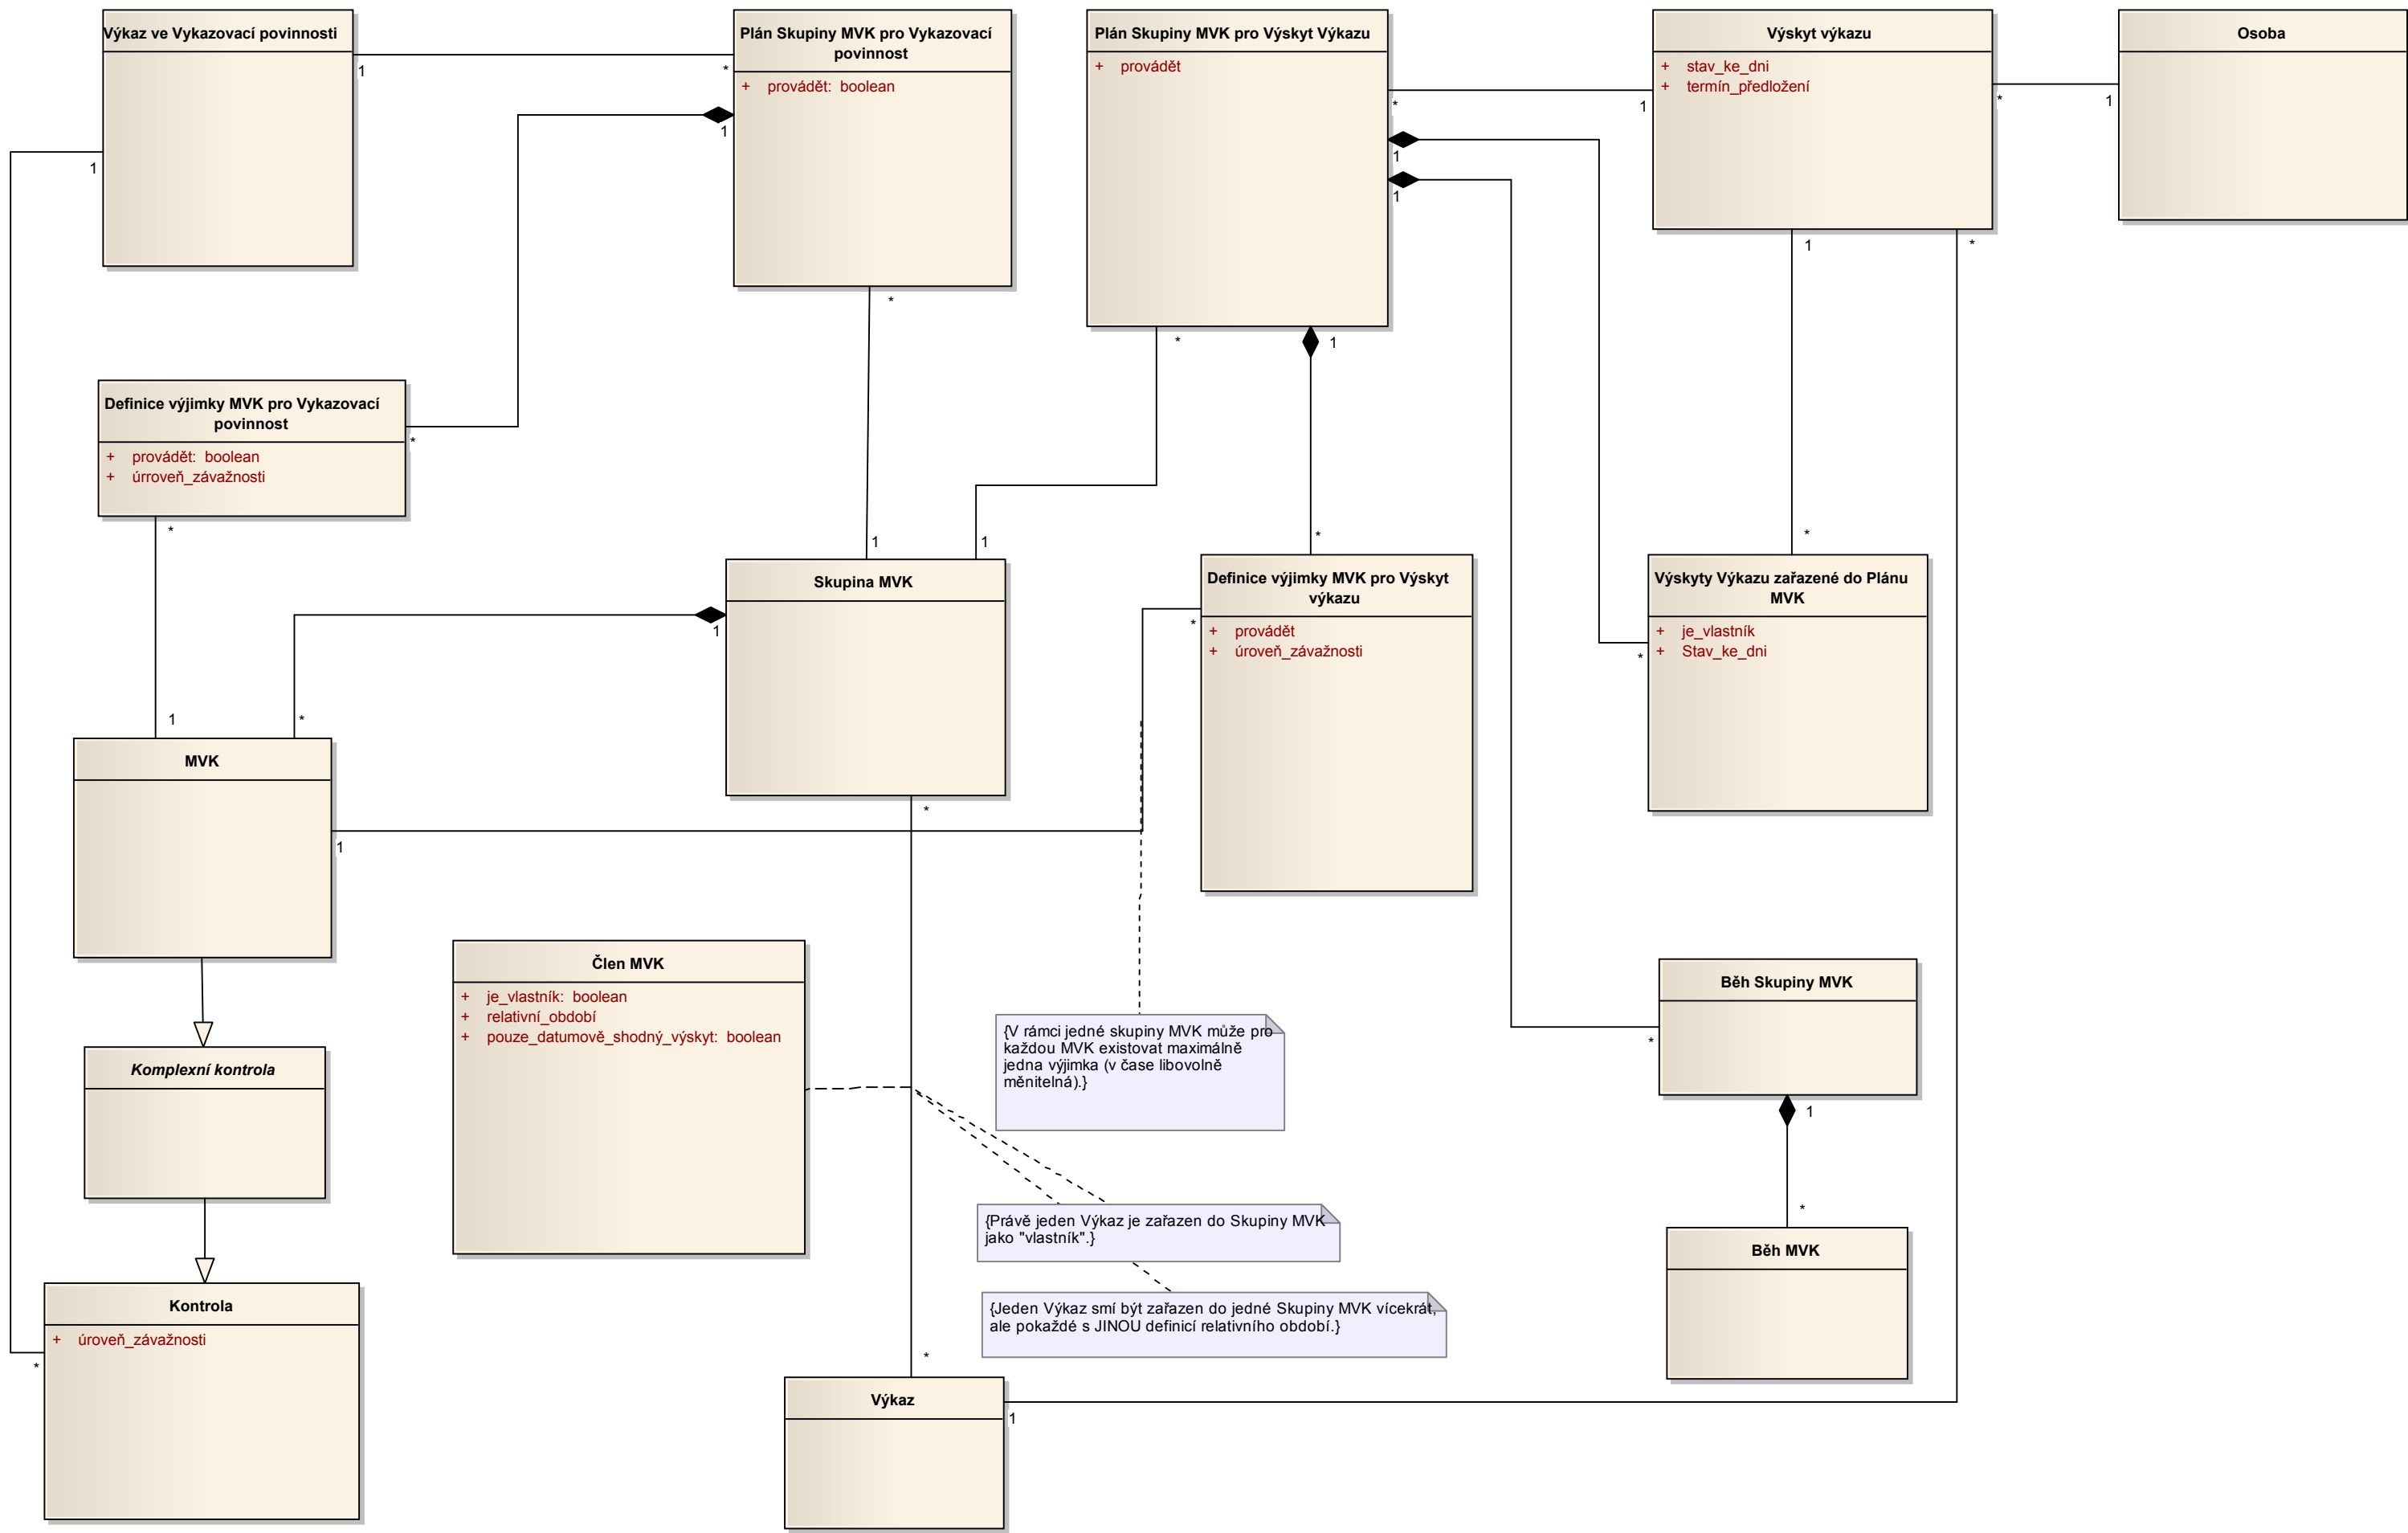 Výkaz ve Vykazovací povinnosti
Plán Skupiny MVK pro Vykazovací
povinnost
+ provádět: boolean
Plán Skupiny MVK pro Výskyt Výkazu
+ provádět
Výskyt výkazu
+ stav_ke_dni
+ termín_předložení
Osoba
1
*
1
1
*
1
*
1
1
1
1
*
*
*
1
Definice výjimky MVK pro Vykazovací
povinnost
+ provádět: boolean
+ úrroveň_závažnosti
*
*
1
1
*
*
Skupina MVK
1
Definice výjimky MVK pro Výskyt
výkazu
+ provádět
+ úroveň_závažnosti
*
Výskyty Výkazu zařazené do Plánu
MVK
+ je_vlastník
+ Stav_ke_dni
*
1
*
MVK
1
*
Člen MVK
+ je_vlastník: boolean
+ relativní_období
+ pouze_datumově_shodný_výskyt: boolean
{V rámci jedné skupiny MVK může pro
každou MVK existovat maximálně
jedna výjimka (v čase libovolně
měnitelná).}
Běh Skupiny MVK
*
1
*
Komplexní kontrola
{Právě jeden Výkaz je zařazen do Skupiny MVK
jako "vlastník".}
Běh MVK
Kontrola
+ úroveň_závažnosti
*
{Jeden Výkaz smí být zařazen do jedné Skupiny MVK vícekrát,
ale pokaždé s JINOU definicí relativního období.}
*
Výkaz
1